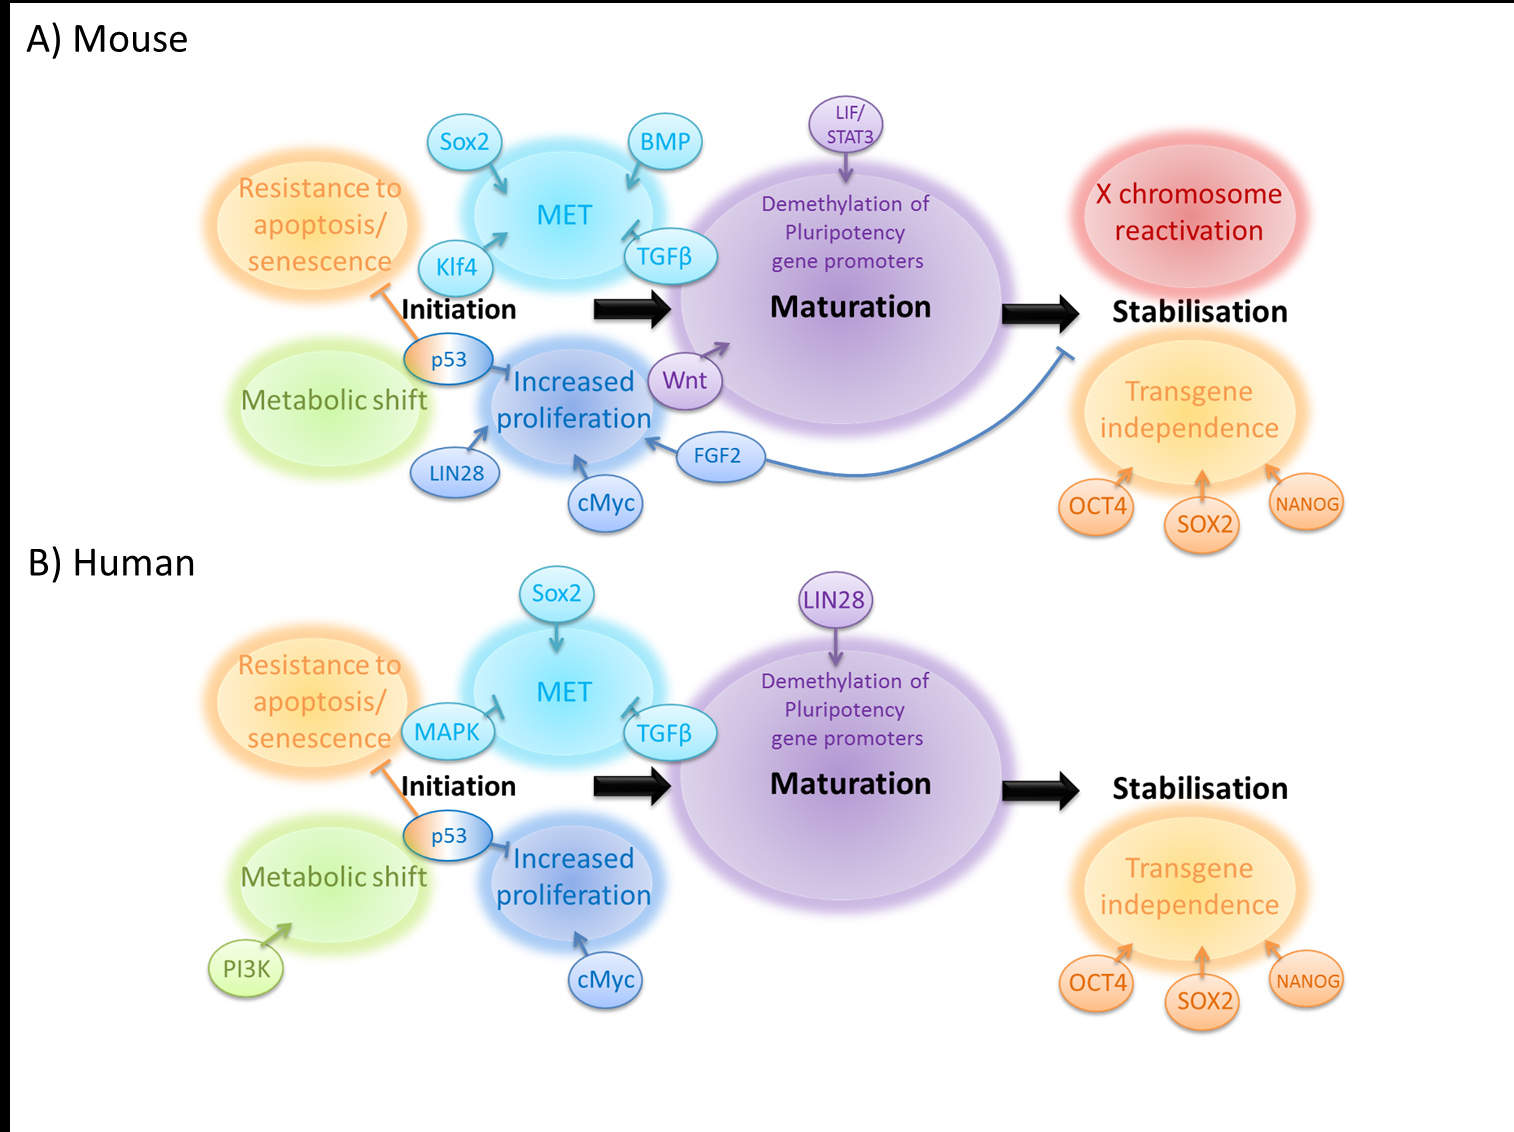 A) Mouse
LIF/
STAT3
Sox2
BMP
Resistance to
apoptosis/
senescence
MET
Klf4
TGFβ
Demethylation of
Pluripotency
gene promoters
X chromosome
reactivation
Initiation
Maturation
Stabilisation
p53
Metabolic shift
Increased
proliferation
Wnt
Transgene
independence
LIN28
FGF2
cMyc
OCT4
SOX2
NANOG
B) Human
Sox2
LIN28
Resistance to
apoptosis/
senescence
MET
MAPK
TGFβ
Demethylation of
Pluripotency
gene promoters
Initiation
Maturation
Stabilisation
p53
Metabolic shift
Increased
proliferation
Transgene
independence
PI3K
cMyc
OCT4
SOX2
NANOG